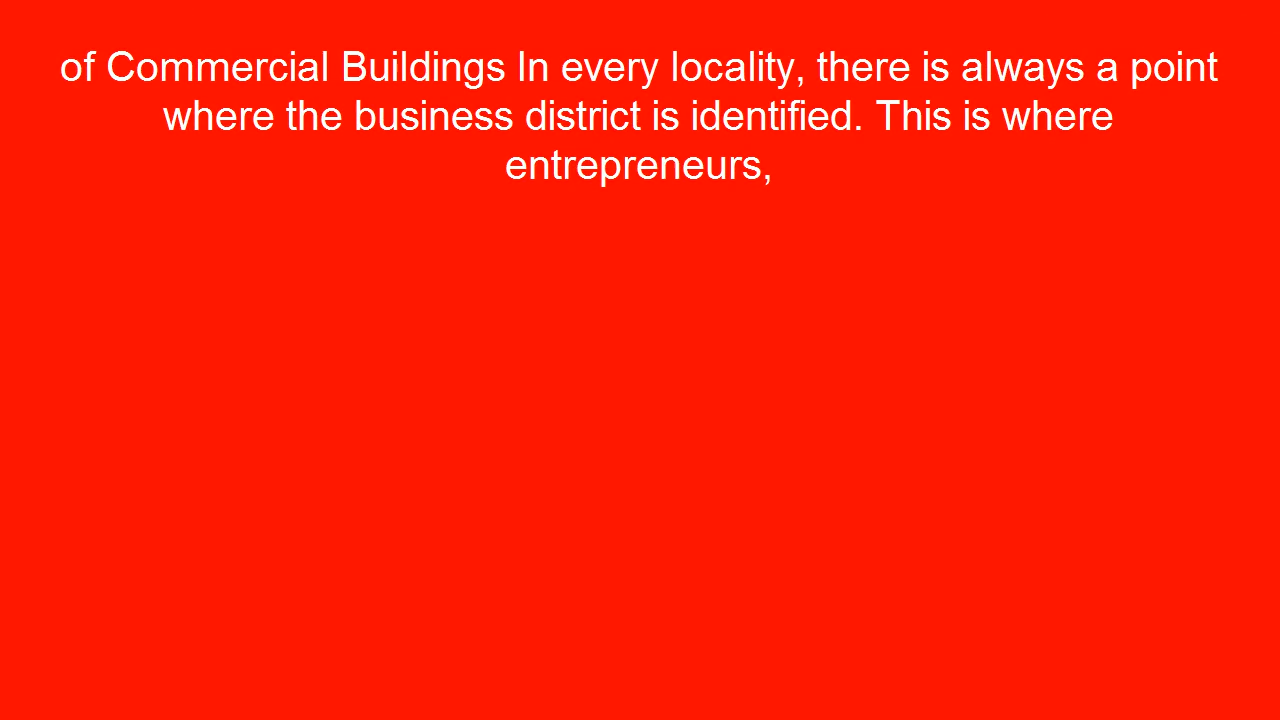 of Commercial Buildings In every locality, there is always a point
where the business district is identified. This is where
entrepreneurs,